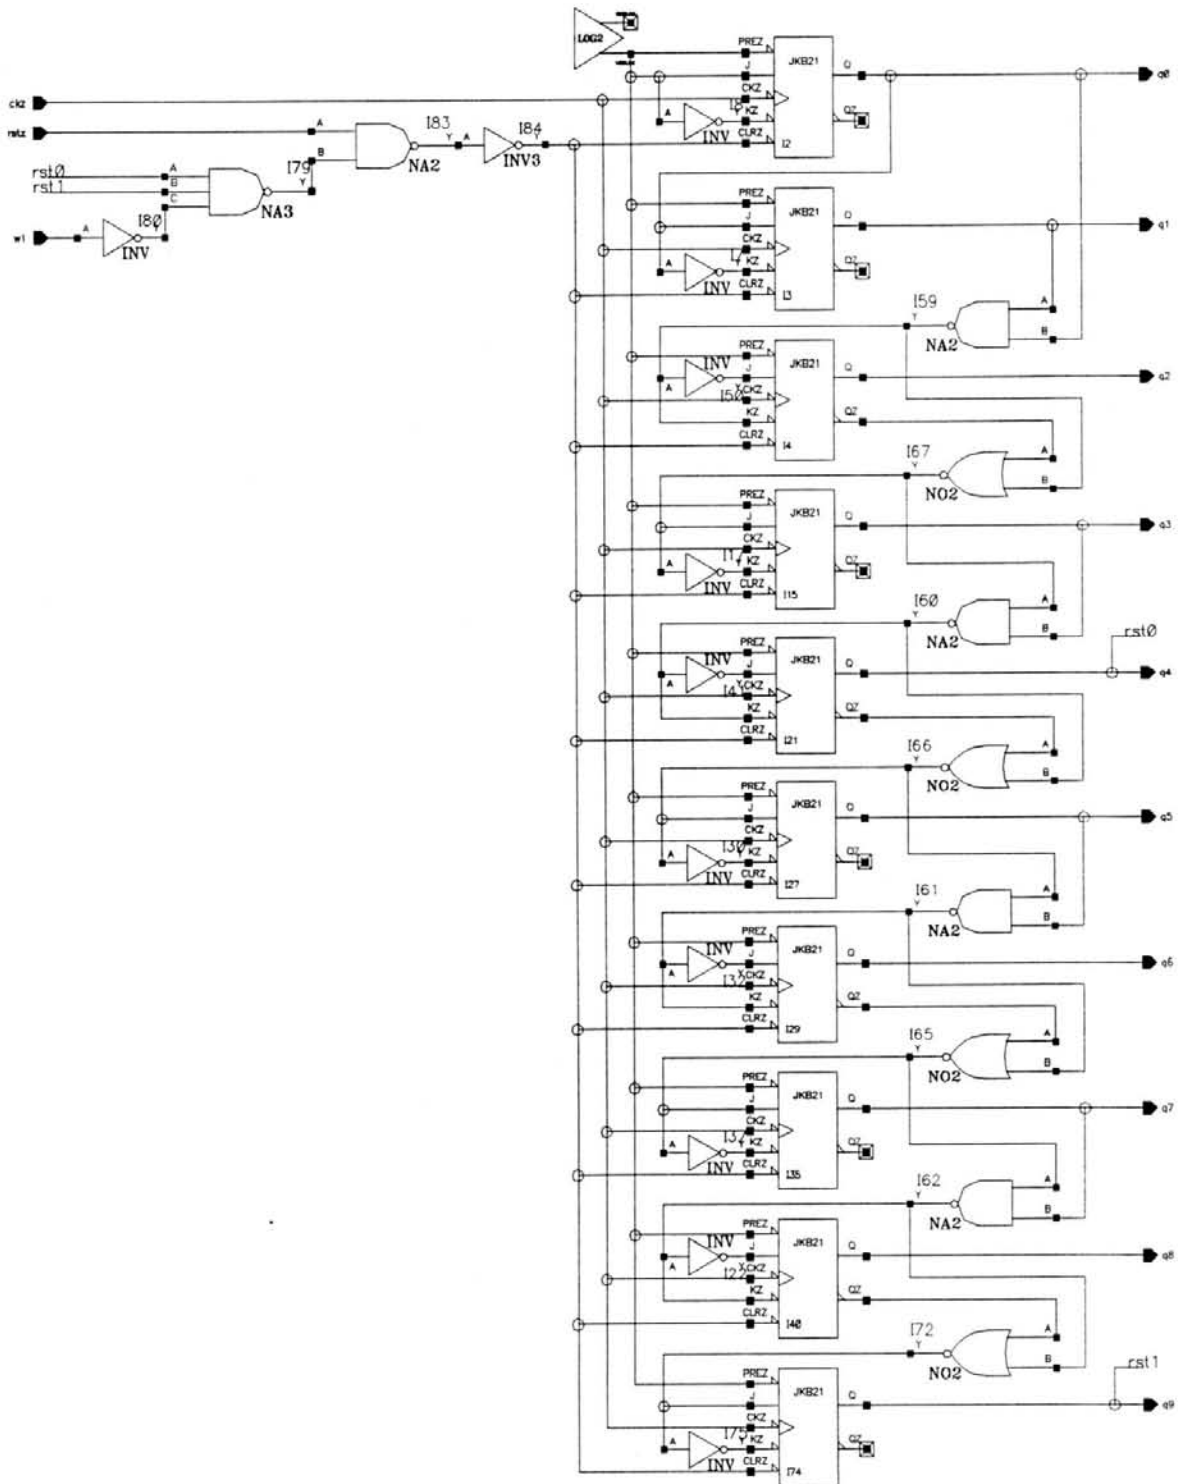 LOG2
PREZ
JKB21
J
Q
q0
ckz
CKZ
I8
A
INV
KZ
QZ
rstz
A
I83
Y
A
I84
Y
CLRZ
I2
B
NA2
INV3
rst0
A
I79
rst1
B
Y
C
NA3
PREZ
JKB21
w1
A
I80
Y
INV
J
Q
q1
CKZ
A
INV
Y
KZ
QZ
CLRZ
I3
I59
Y
A
NA2
B
INV
PREZ
JKB21
J
Q
q2
A
Y
CKZ
I50
KZ
QZ
CLRZ
I4
I67
Y
A
NO2
B
PREZ
JKB21
J
Q
q3
CKZ
A
INV
I1
Y
KZ
QZ
CLRZ
I15
I60
Y
A
NA2
B
rst0
INV
PREZ
JKB21
J
Q
q4
A
Y
CKZ
KZ
QZ
CLRZ
I21
I66
Y
A
NO2
B
PREZ
JKB21
J
Q
q5
CKZ
A
INV
I30
Y
KZ
QZ
CLRZ
I27
I61
Y
A
NA2
B
INV
PREZ
JKB21
J
Q
q6
A
CKZ
I32
KZ
QZ
CLRZ
I29
I65
Y
A
NO2
B
PREZ
JKB21
J
Q
q7
CKZ
A
INV
Y
KZ
QZ
CLRZ
I35
I62
Y
A
NA2
B
INV
PREZ
JKB21
J
Q
q8
A
CKZ
I22
KZ
QZ
CLRZ
I40
I72
Y
A
NO2
B
rst1
PREZ
JKB21
J
Q
q9
CKZ
A
INV
I75
Y
KZ
QZ
CLRZ
I74